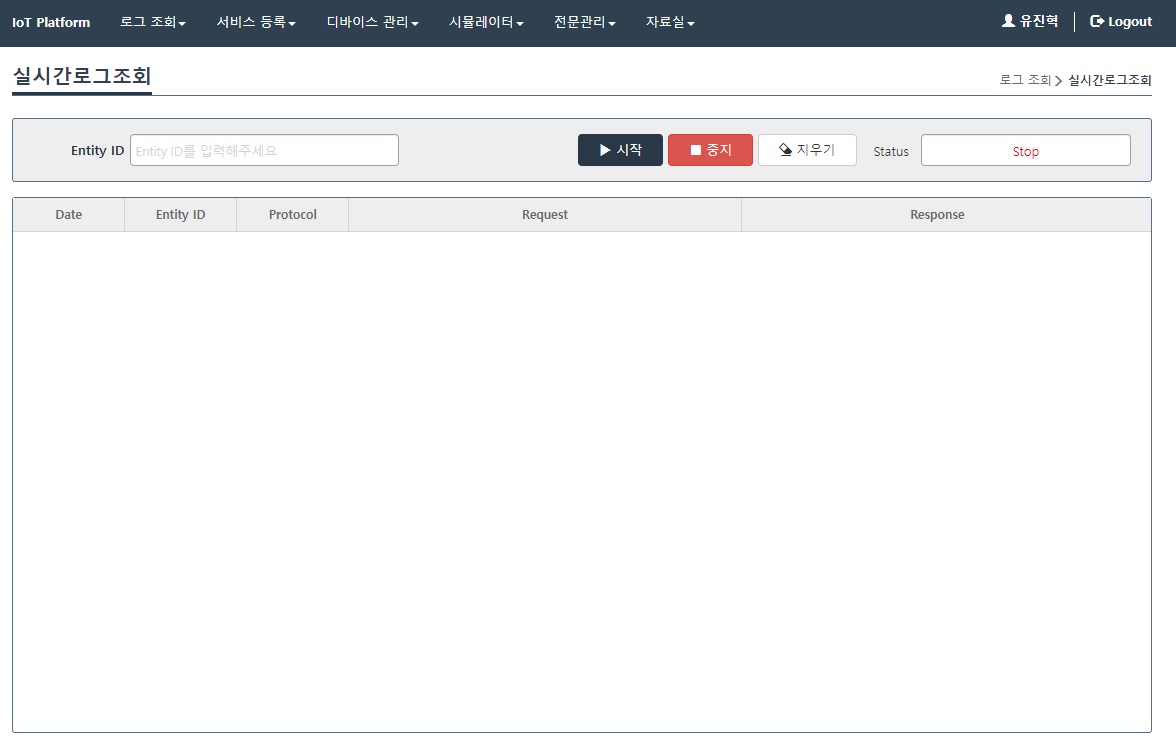 IoT Platform 로그 조회 서비스 등록 디바이스 관리 시뮬레이터 전문관리 자료실 유진혁 Logout
실시간로그조회 로그 조회 > 실시간로그조회
Entity ID Entity ID를 입력해주세요 시작 중지 지우기 Status Stop
Date Entity ID Protocol Request Response